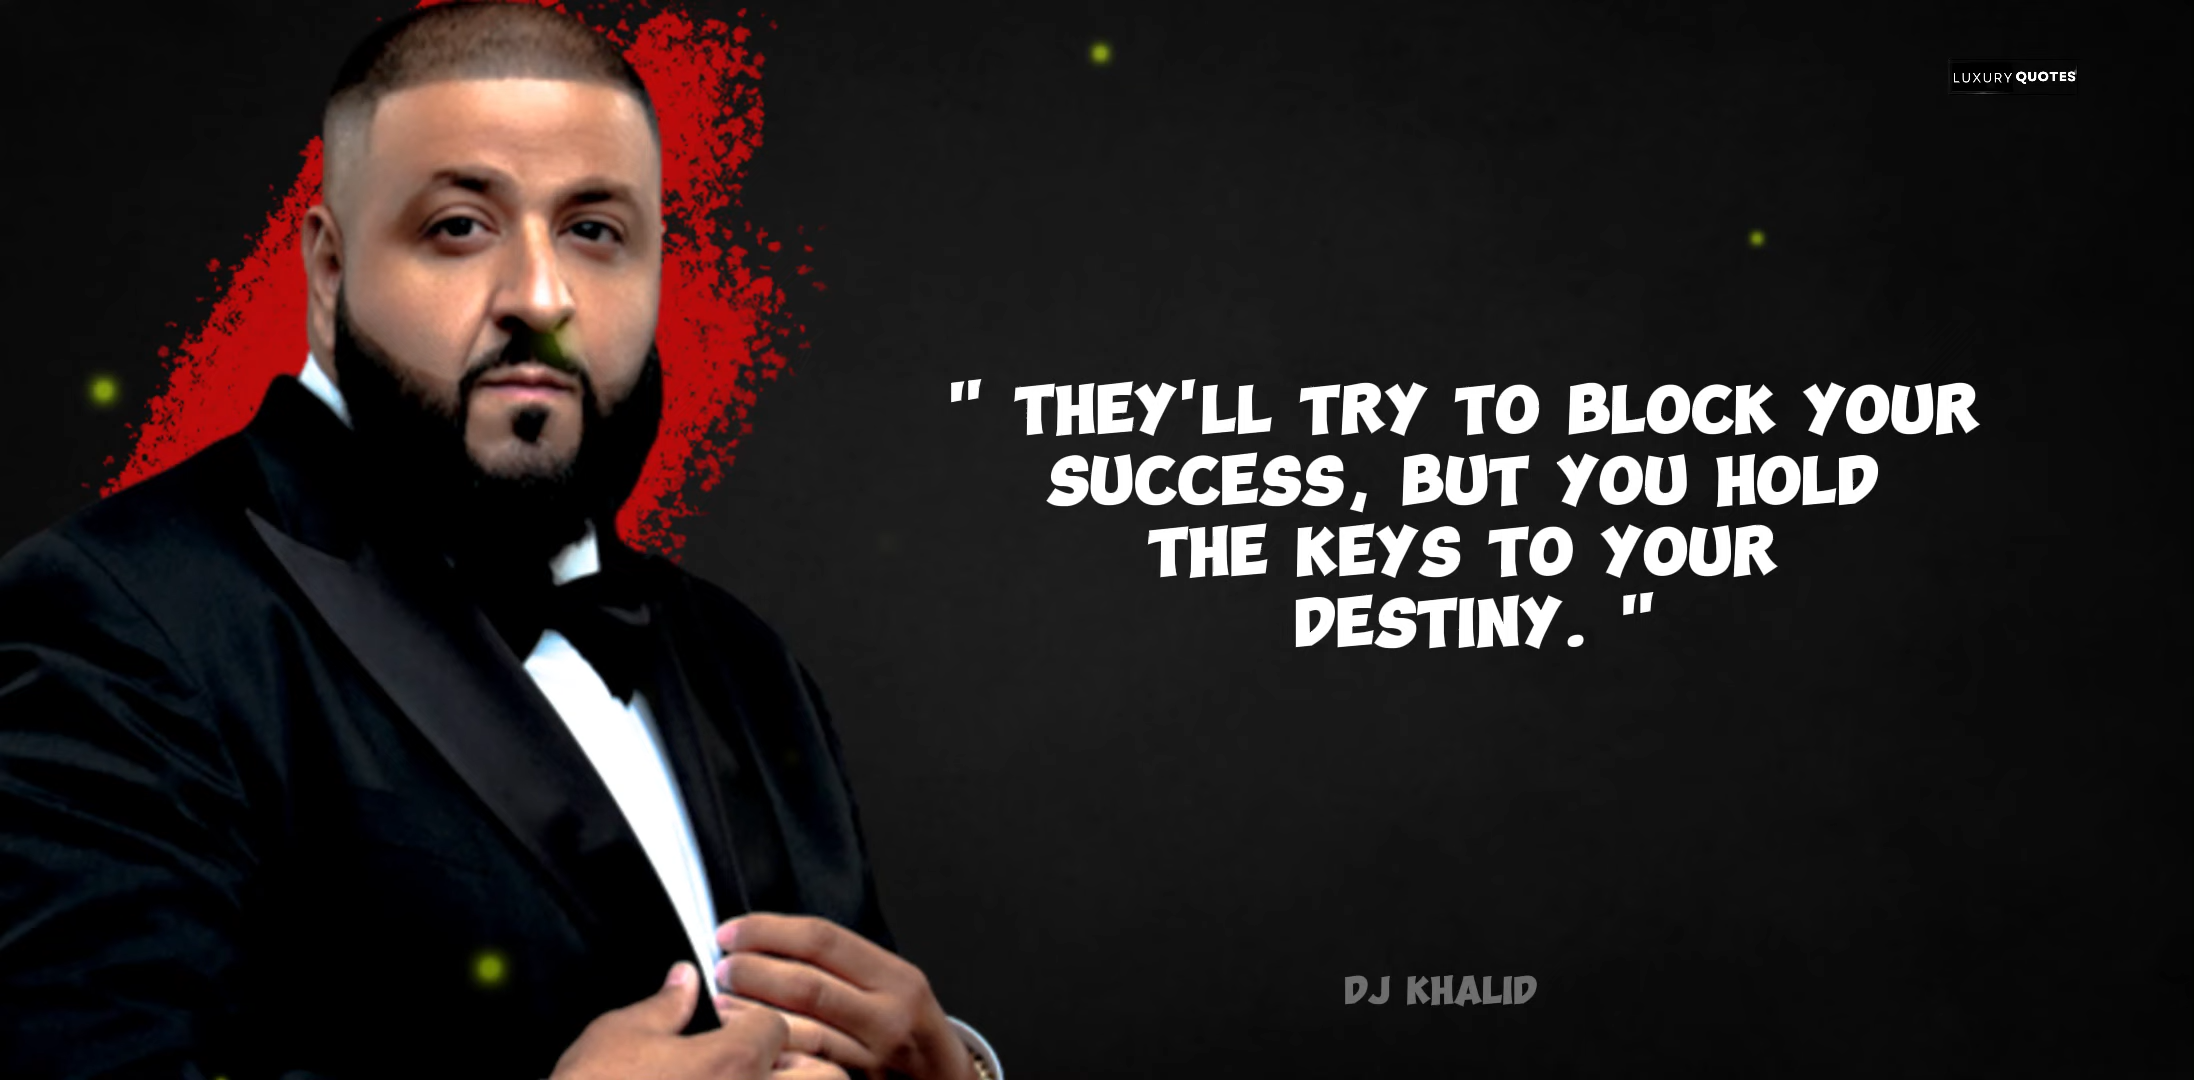 LUXURY QUOTES
" THEY'LL TRY TO BLOCK YOUR
SUCCESS, BUT YOU HOLD
THE KEYS TO YOUR
DESTINY. "
DJ KHALID